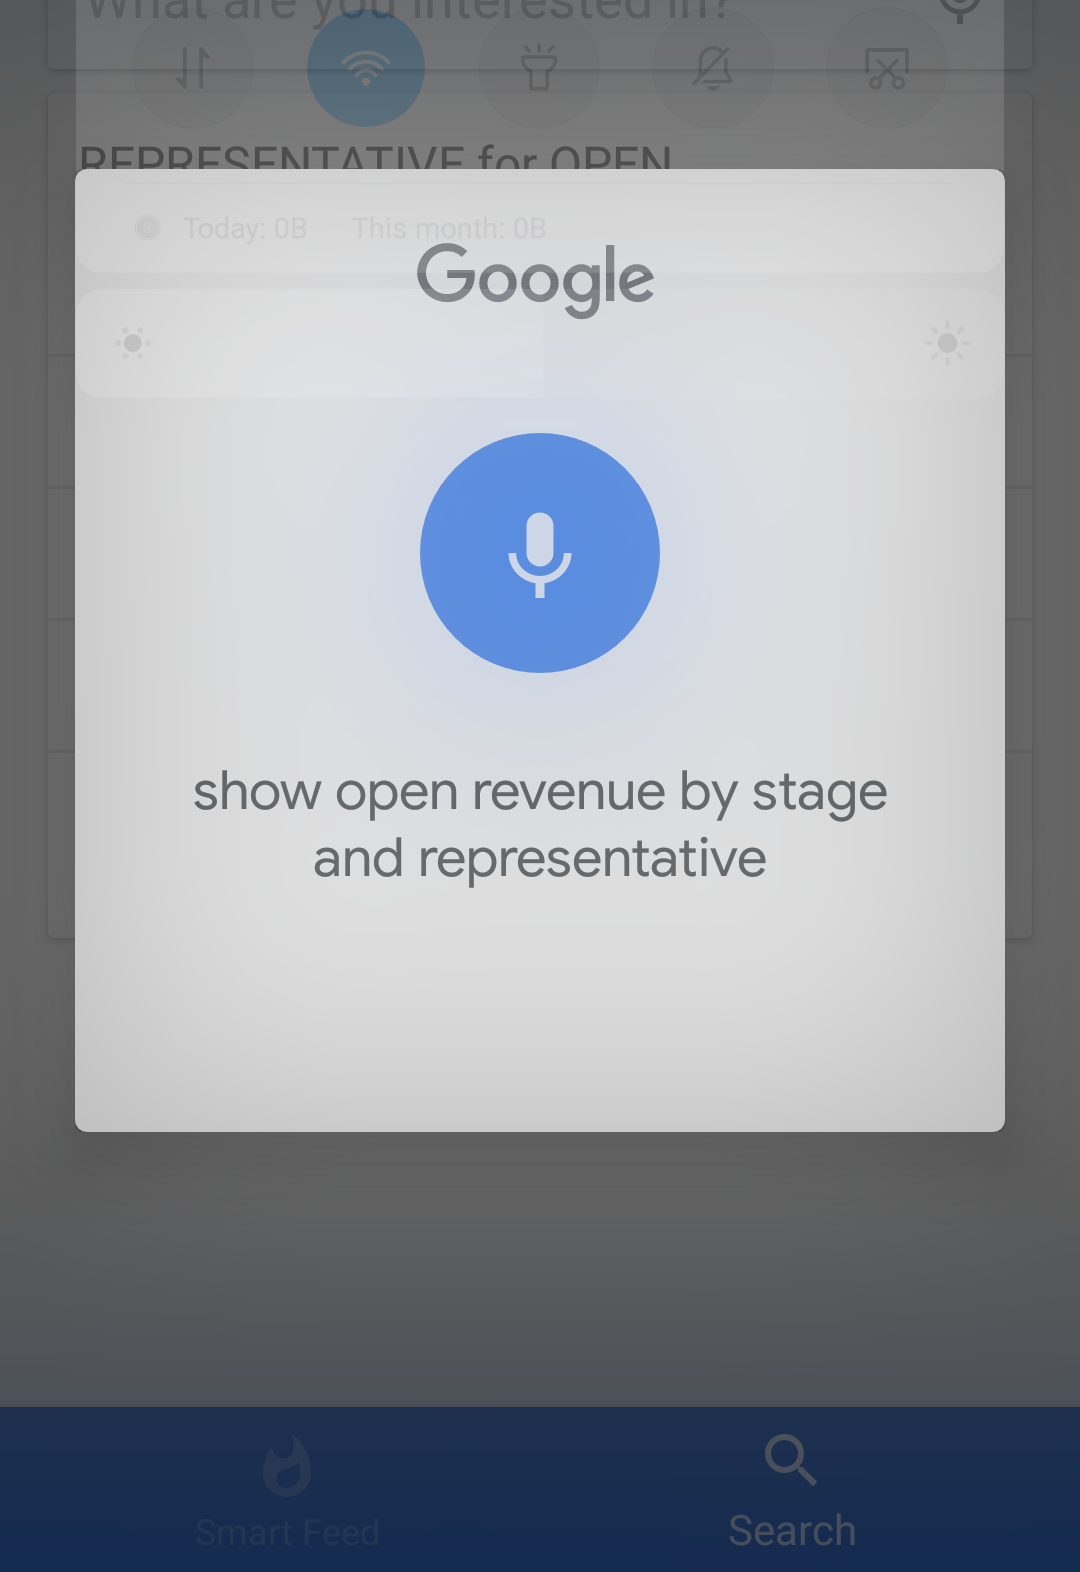 What are you interested in?
REPRESENTATIVE for OPEN
Today: 0B This month: 0B
Google
show open revenue by stage
and representative
Smart Feed
Search